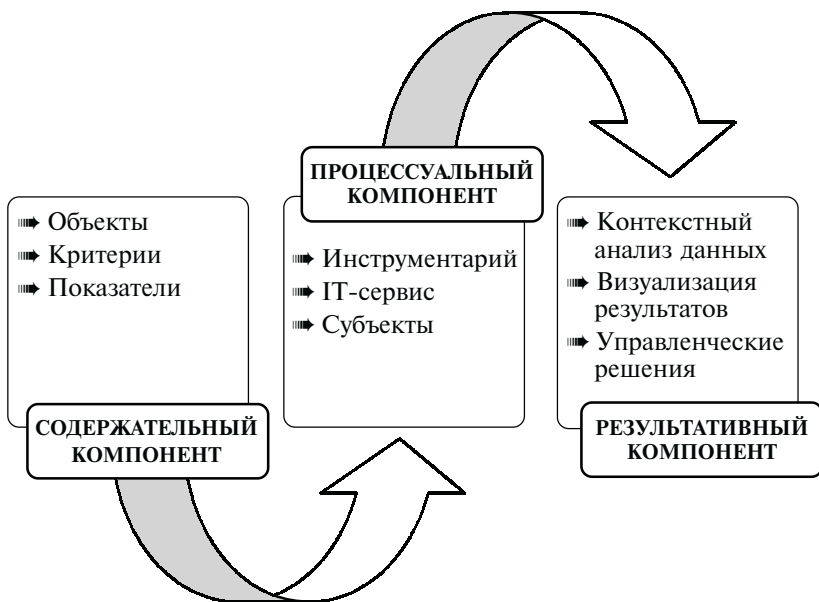 Объекты
Критерии
Показатели
СОДЕРЖАТЕЛЬНЫЙ
КОМПОНЕНТ
ПРОЦЕССУАЛЬНЫЙ
КОМПОНЕНТ
Инструментарий
IT-сервис
Субъекты
Контекстный
анализ данных
Визуализация
результатов
Управленческие
решения
РЕЗУЛЬТАТИВНЫЙ
КОМПОНЕНТ